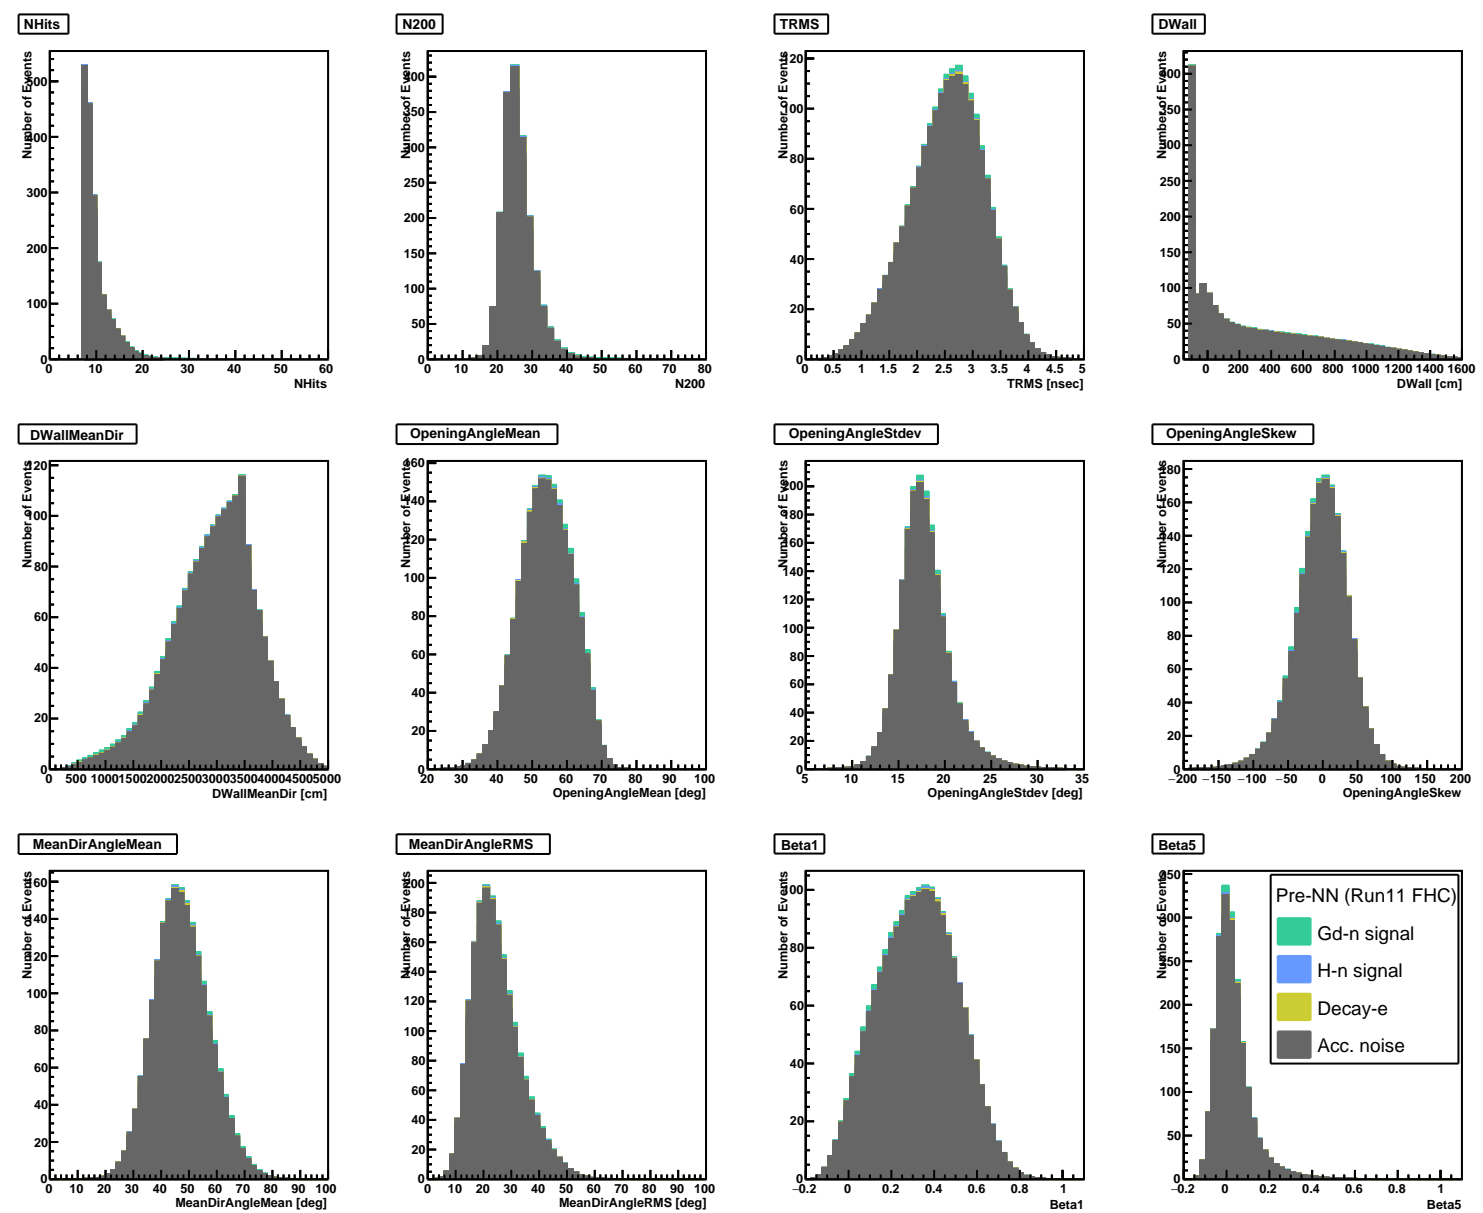 NHits
Number of Events
500
400
300
200
100
0
0 10 20 30 40 50 60
NHits
N200
Number of Events
400
350
300
250
200
150
100
50
0
0 10 20 30 40 50 60 70 80
N200
TRMS
Number of Events
120
100
80
60
40
20
0
0 0.5 1 1.5 2 2.5 3 3.5 4 4.5 5
TRMS [nsec]
DWall
Number of Events
400
350
300
250
200
150
100
50
0
0 200 400 600 800 1000 1200 1400 1600
DWall [cm]
DWallMeanDir
Number of Events
120
100
80
60
40
20
0
0 500 1000 1500 2000 2500 3000 3500 4000 4500 5000
DWallMeanDir [cm]
OpeningAngleMean
Number of Events
160
140
120
100
80
60
40
20
0
20 30 40 50 60 70 80 90 100
OpeningAngleMean [deg]
OpeningAngleStdev
Number of Events
200
180
160
140
120
100
80
60
40
20
0
5 10 15 20 25 30 35
OpeningAngleStdev [deg]
OpeningAngleSkew
Number of Events
180
160
140
120
100
80
60
40
20
0
−200 −150 −100 −50 0 50 100 150 200
OpeningAngleSkew
MeanDirAngleMean
Number of Events
160
140
120
100
80
60
40
20
0
0 10 20 30 40 50 60 70 80 90 100
MeanDirAngleMean [deg]
MeanDirAngleRMS
Number of Events
200
180
160
140
120
100
80
60
40
20
0
0 10 20 30 40 50 60 70 80 90 100
MeanDirAngleRMS [deg]
Beta1
Number of Events
100
80
60
40
20
0
−0.2 0 0.2 0.4 0.6 0.8 1
Beta1
Beta5
Number of Events
350
300
250
200
150
100
50
0
−0.2 0 0.2 0.4 0.6 0.8 1
Beta5
Pre-NN (Run11 FHC)
Gd-n signal
H-n signal
Decay-e
Acc. noise